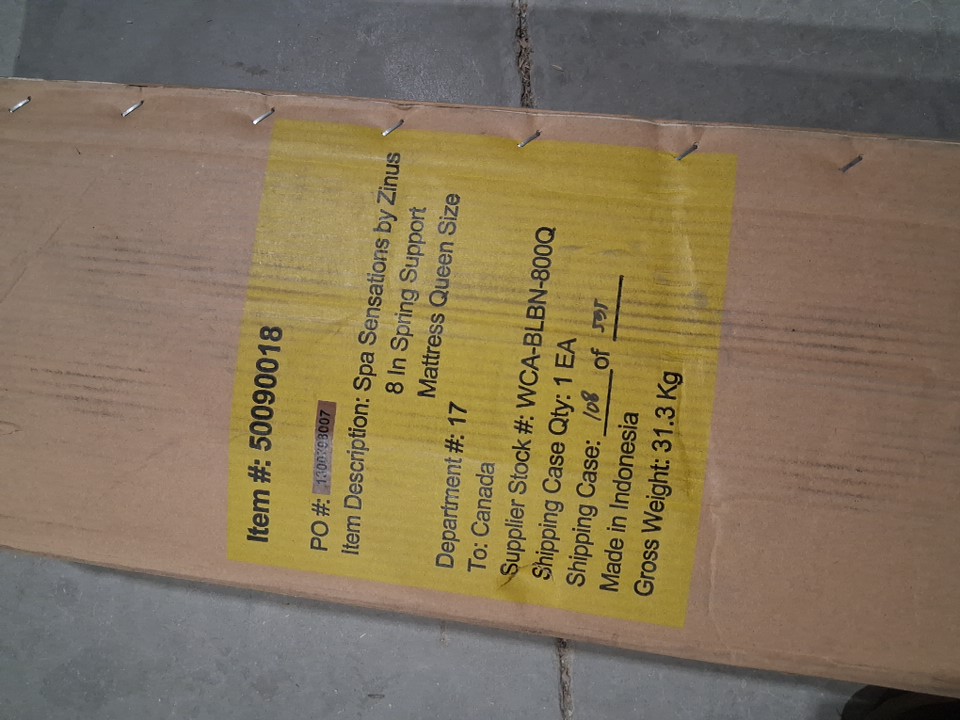 Item #: 50090018
PO #:
Item Description: Spa Sensations by Zinus
8 In Spring Support
Mattress Queen Size
Department #: 17
To: Canada
Supplier Stock #: WCA-BLBN-800Q
Shipping Case Qty: 1 EA
Shipping Case: 108 of
Made in Indonesia
Gross Weight: 31.3 Kg